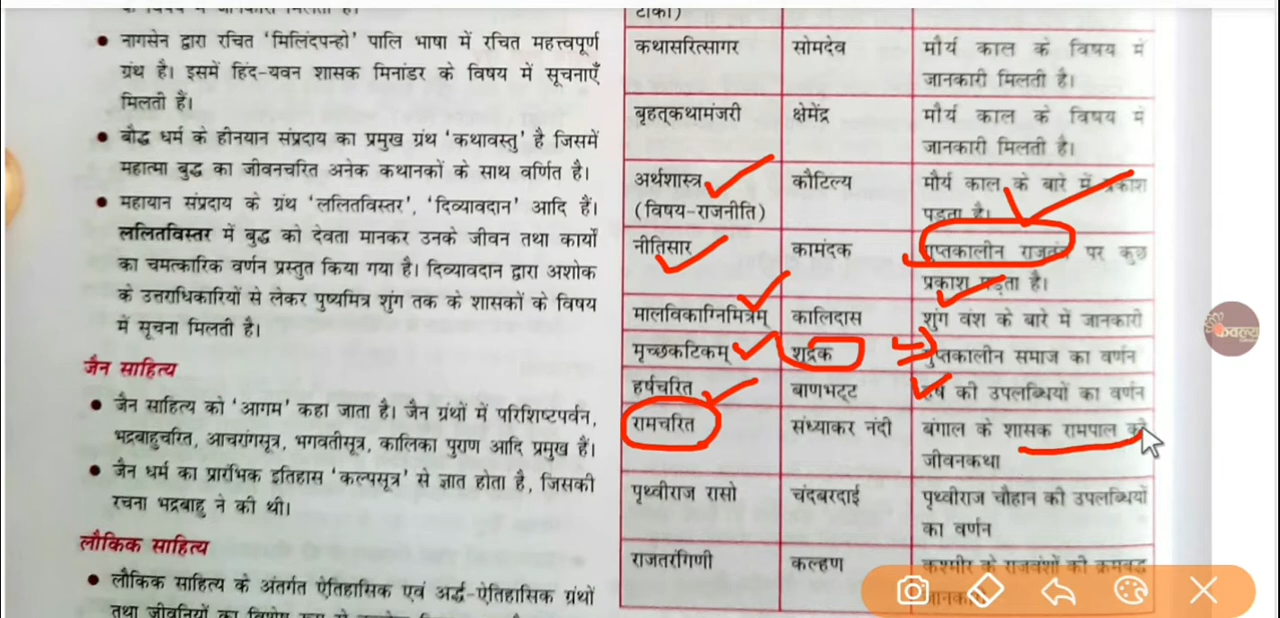 के विषय में जानकारी मिलती है।
• नागसेन द्वारा रचित ‘मिलिंदपन्हो’ पालि भाषा में रचित महत्त्वपूर्ण
ग्रंथ है। इसमें हिंद-यवन शासक मिनांडर के विषय में सूचनाएँ
मिलती हैं।
• बौद्ध धर्म के हीनयान संप्रदाय का प्रमुख ग्रंथ ‘कथावस्तु’ है जिसमें
महात्मा बुद्ध का जीवनचरित अनेक कथानकों के साथ वर्णित है।
• महायान संप्रदाय के ग्रंथ ‘ललितविस्तर’, ‘दिव्यावदान’ आदि हैं।
ललितविस्तर में बुद्ध को देवता मानकर उनके जीवन तथा कार्यों
का चमत्कारिक वर्णन प्रस्तुत किया गया है। दिव्यावदान द्वारा अशोक
के उत्तराधिकारियों से लेकर पुष्यमित्र शुंग तक के शासकों के विषय
में सूचना मिलती है।
जैन साहित्य
• जैन साहित्य को ‘आगम’ कहा जाता है। जैन ग्रंथों में परिशिष्टपर्वन,
भद्रबाहुचरित, आचरांगसूत्र, भगवतीसूत्र, कालिका पुराण आदि प्रमुख हैं।
• जैन धर्म का प्रारंभिक इतिहास ‘कल्पसूत्र’ से ज्ञात होता है, जिसकी
रचना भद्रबाहु ने की थी।
लौकिक साहित्य
• लौकिक साहित्य के अंतर्गत ऐतिहासिक एवं अर्द्ध-ऐतिहासिक ग्रंथों
तथा जीवनियों का विशेष रूप से
टीका)
कथासरित्सागर सोमदेव मौर्य काल के विषय में
जानकारी मिलती है।
बृहत्कथामंजरी क्षेमेंद्र मौर्य काल के विषय में
जानकारी मिलती है।
अर्थशास्त्र कौटिल्य मौर्य काल के बारे में प्रकाश
(विषय-राजनीति) पड़ता है।
नीतिसार कामंदक गुप्तकालीन राजतंत्र पर कुछ
प्रकाश पड़ता है।
मालविकाग्निमित्रम् कालिदास शुंग वंश के बारे में जानकारी
मृच्छकटिकम् शूद्रक गुप्तकालीन समाज का वर्णन
हर्षचरित बाणभट्ट हर्ष की उपलब्धियों का वर्णन
रामचरित संध्याकर नंदी बंगाल के शासक रामपाल की
जीवनकथा
पृथ्वीराज रासो चंदबरदाई पृथ्वीराज चौहान की उपलब्धियों
का वर्णन
राजतरंगिणी कल्हण कश्मीर के राजवंशों की क्रमबद्ध
जानकारी
कैवल्य